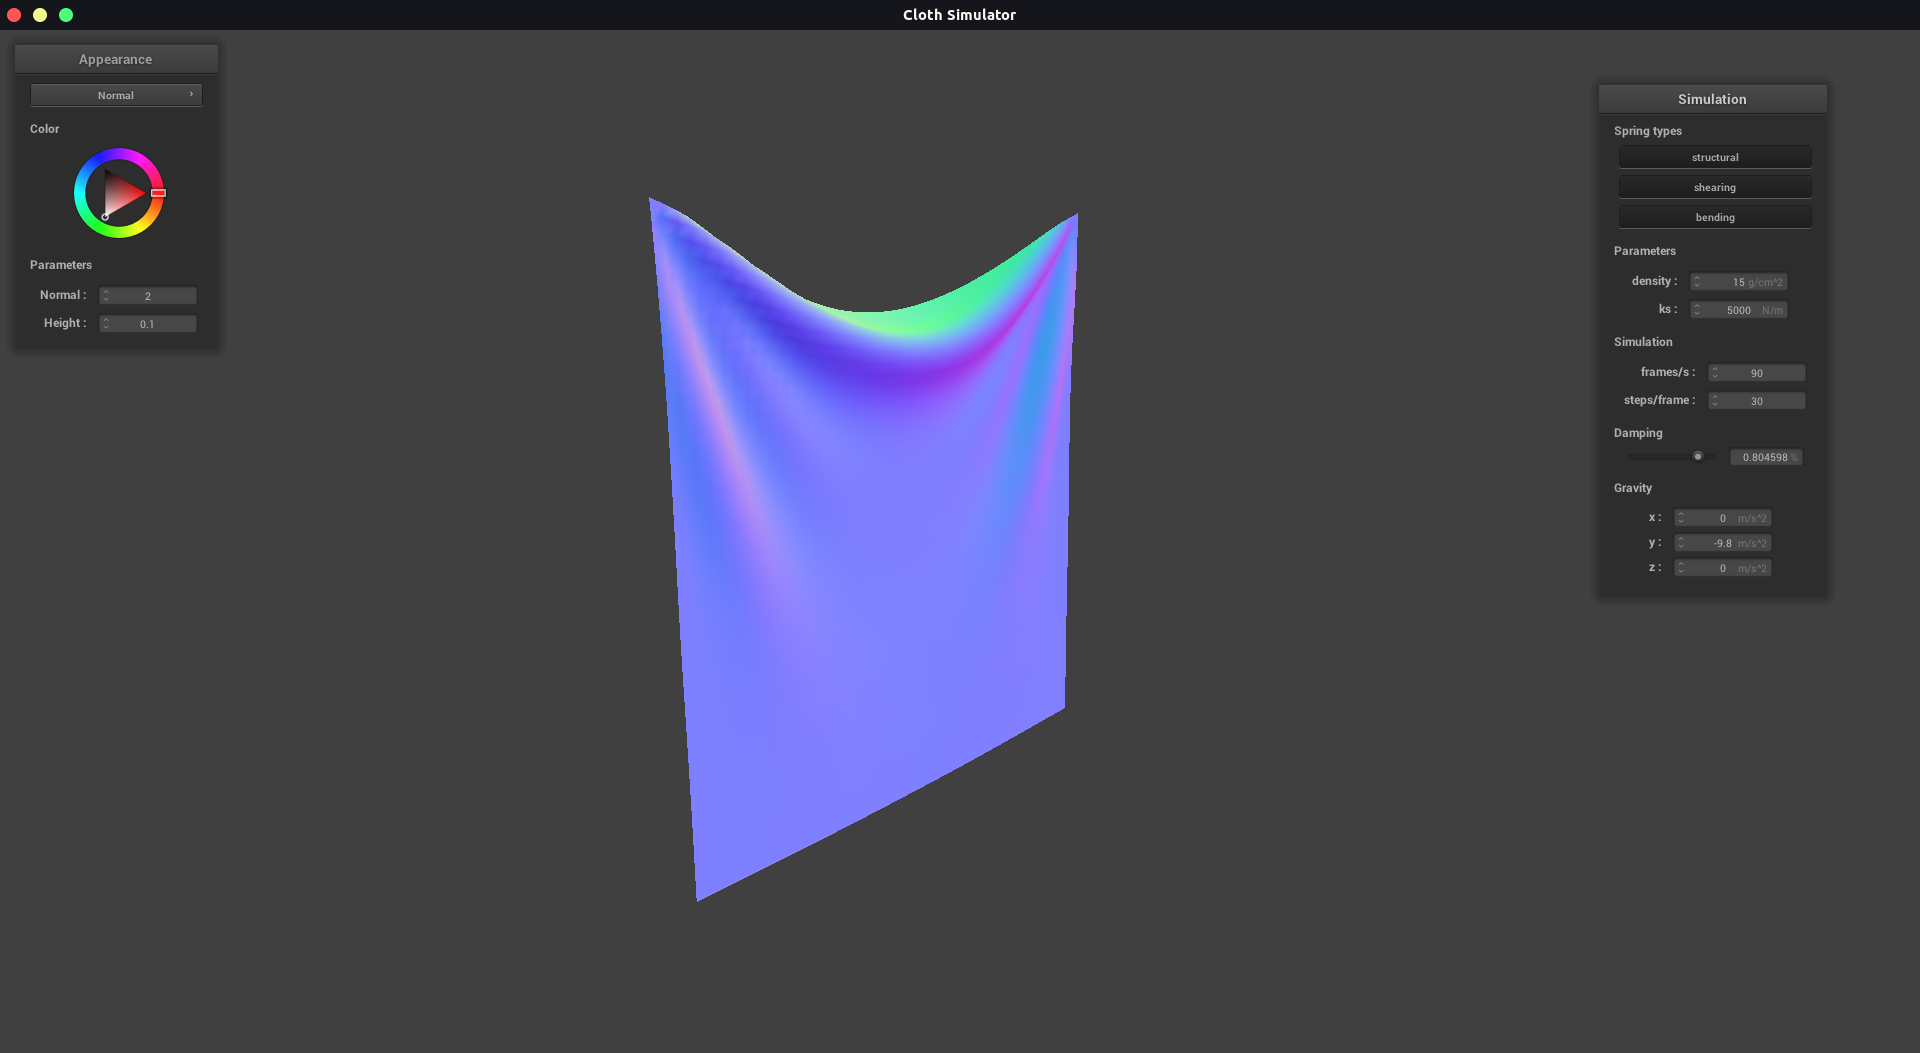 Cloth Simulator
Appearance
Normal
Color
Parameters
Normal : 2
Height : 0.1
Simulation
Spring types
structural
shearing
bending
Parameters
density : 15 g/cm^2
ks : 5000 N/m
Simulation
frames/s : 90
steps/frame : 30
Damping
0.804598 %
Gravity
x : 0 m/s^2
y : -9.8 m/s^2
z : 0 m/s^2